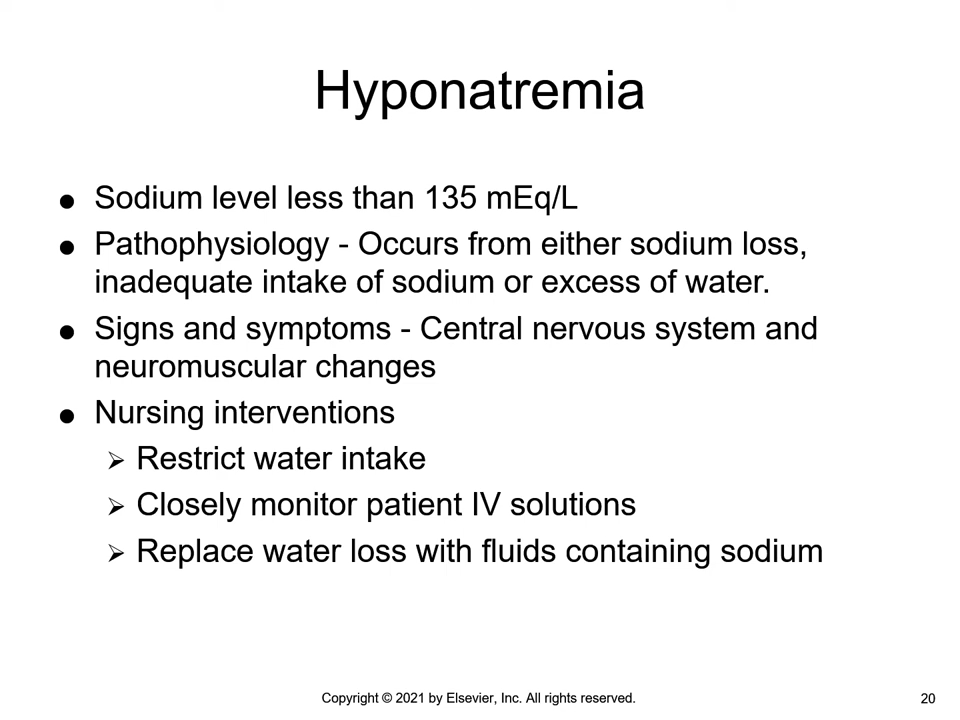 Hyponatremia
● Sodium level less than 135 mEq/L
● Pathophysiology - Occurs from either sodium loss,
inadequate intake of sodium or excess of water.
● Signs and symptoms - Central nervous system and
neuromuscular changes
● Nursing interventions
➢ Restrict water intake
➢ Closely monitor patient IV solutions
➢ Replace water loss with fluids containing sodium
Copyright © 2021 by Elsevier, Inc. All rights reserved.
20